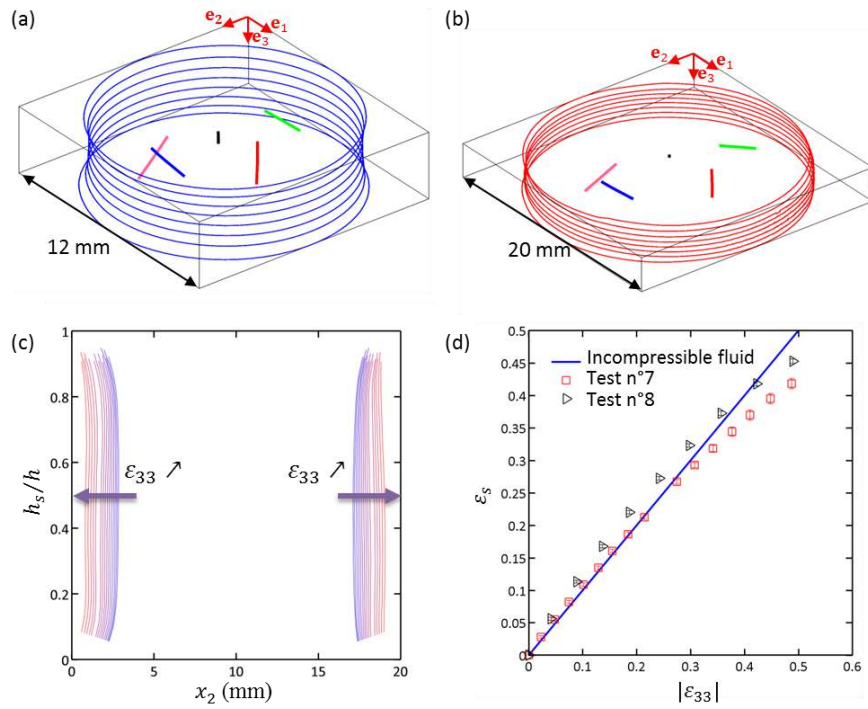 (a)
e₂
e₁
e₃
12 mm
(b)
e₂
e₁
e₃
20 mm
(c)
1
0.8
0.6
0.4
0.2
0
hₛ/h
ε₃₃ ↗
ε₃₃ ↗
0 5 10 15 20
x₂ (mm)
(d)
0.5
0.45
0.4
0.35
0.3
0.25
0.2
0.15
0.1
0.05
0
εₛ
Incompressible fluid
Test n°7
Test n°8
0 0.1 0.2 0.3 0.4 0.5 0.6
|ε₃₃|